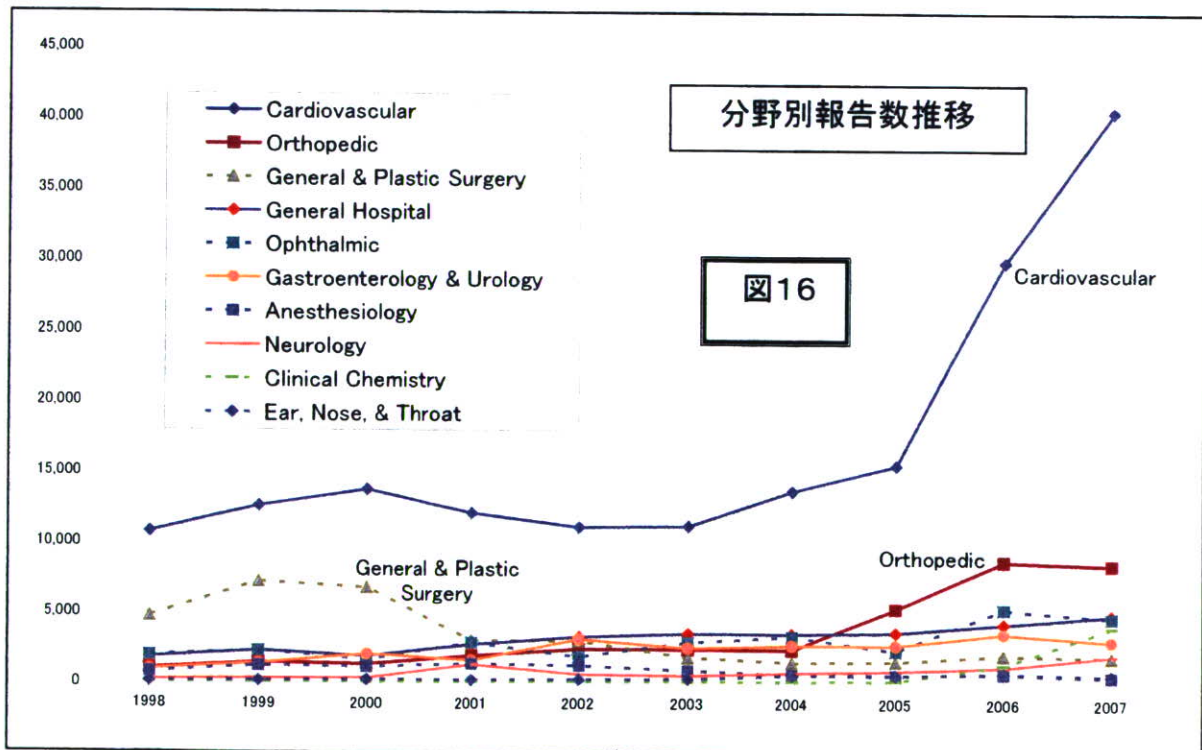 45,000
40,000
35,000
30,000
25,000
20,000
15,000
10,000
5,000
0
Cardiovascular
Orthopedic
General & Plastic Surgery
General Hospital
Ophthalmic
Gastroenterology & Urology
Anesthesiology
Neurology
Clinical Chemistry
Ear, Nose, & Throat
分野別報告数推移
図16
Cardiovascular
General & Plastic
Surgery
Orthopedic
1998 1999 2000 2001 2002 2003 2004 2005 2006 2007